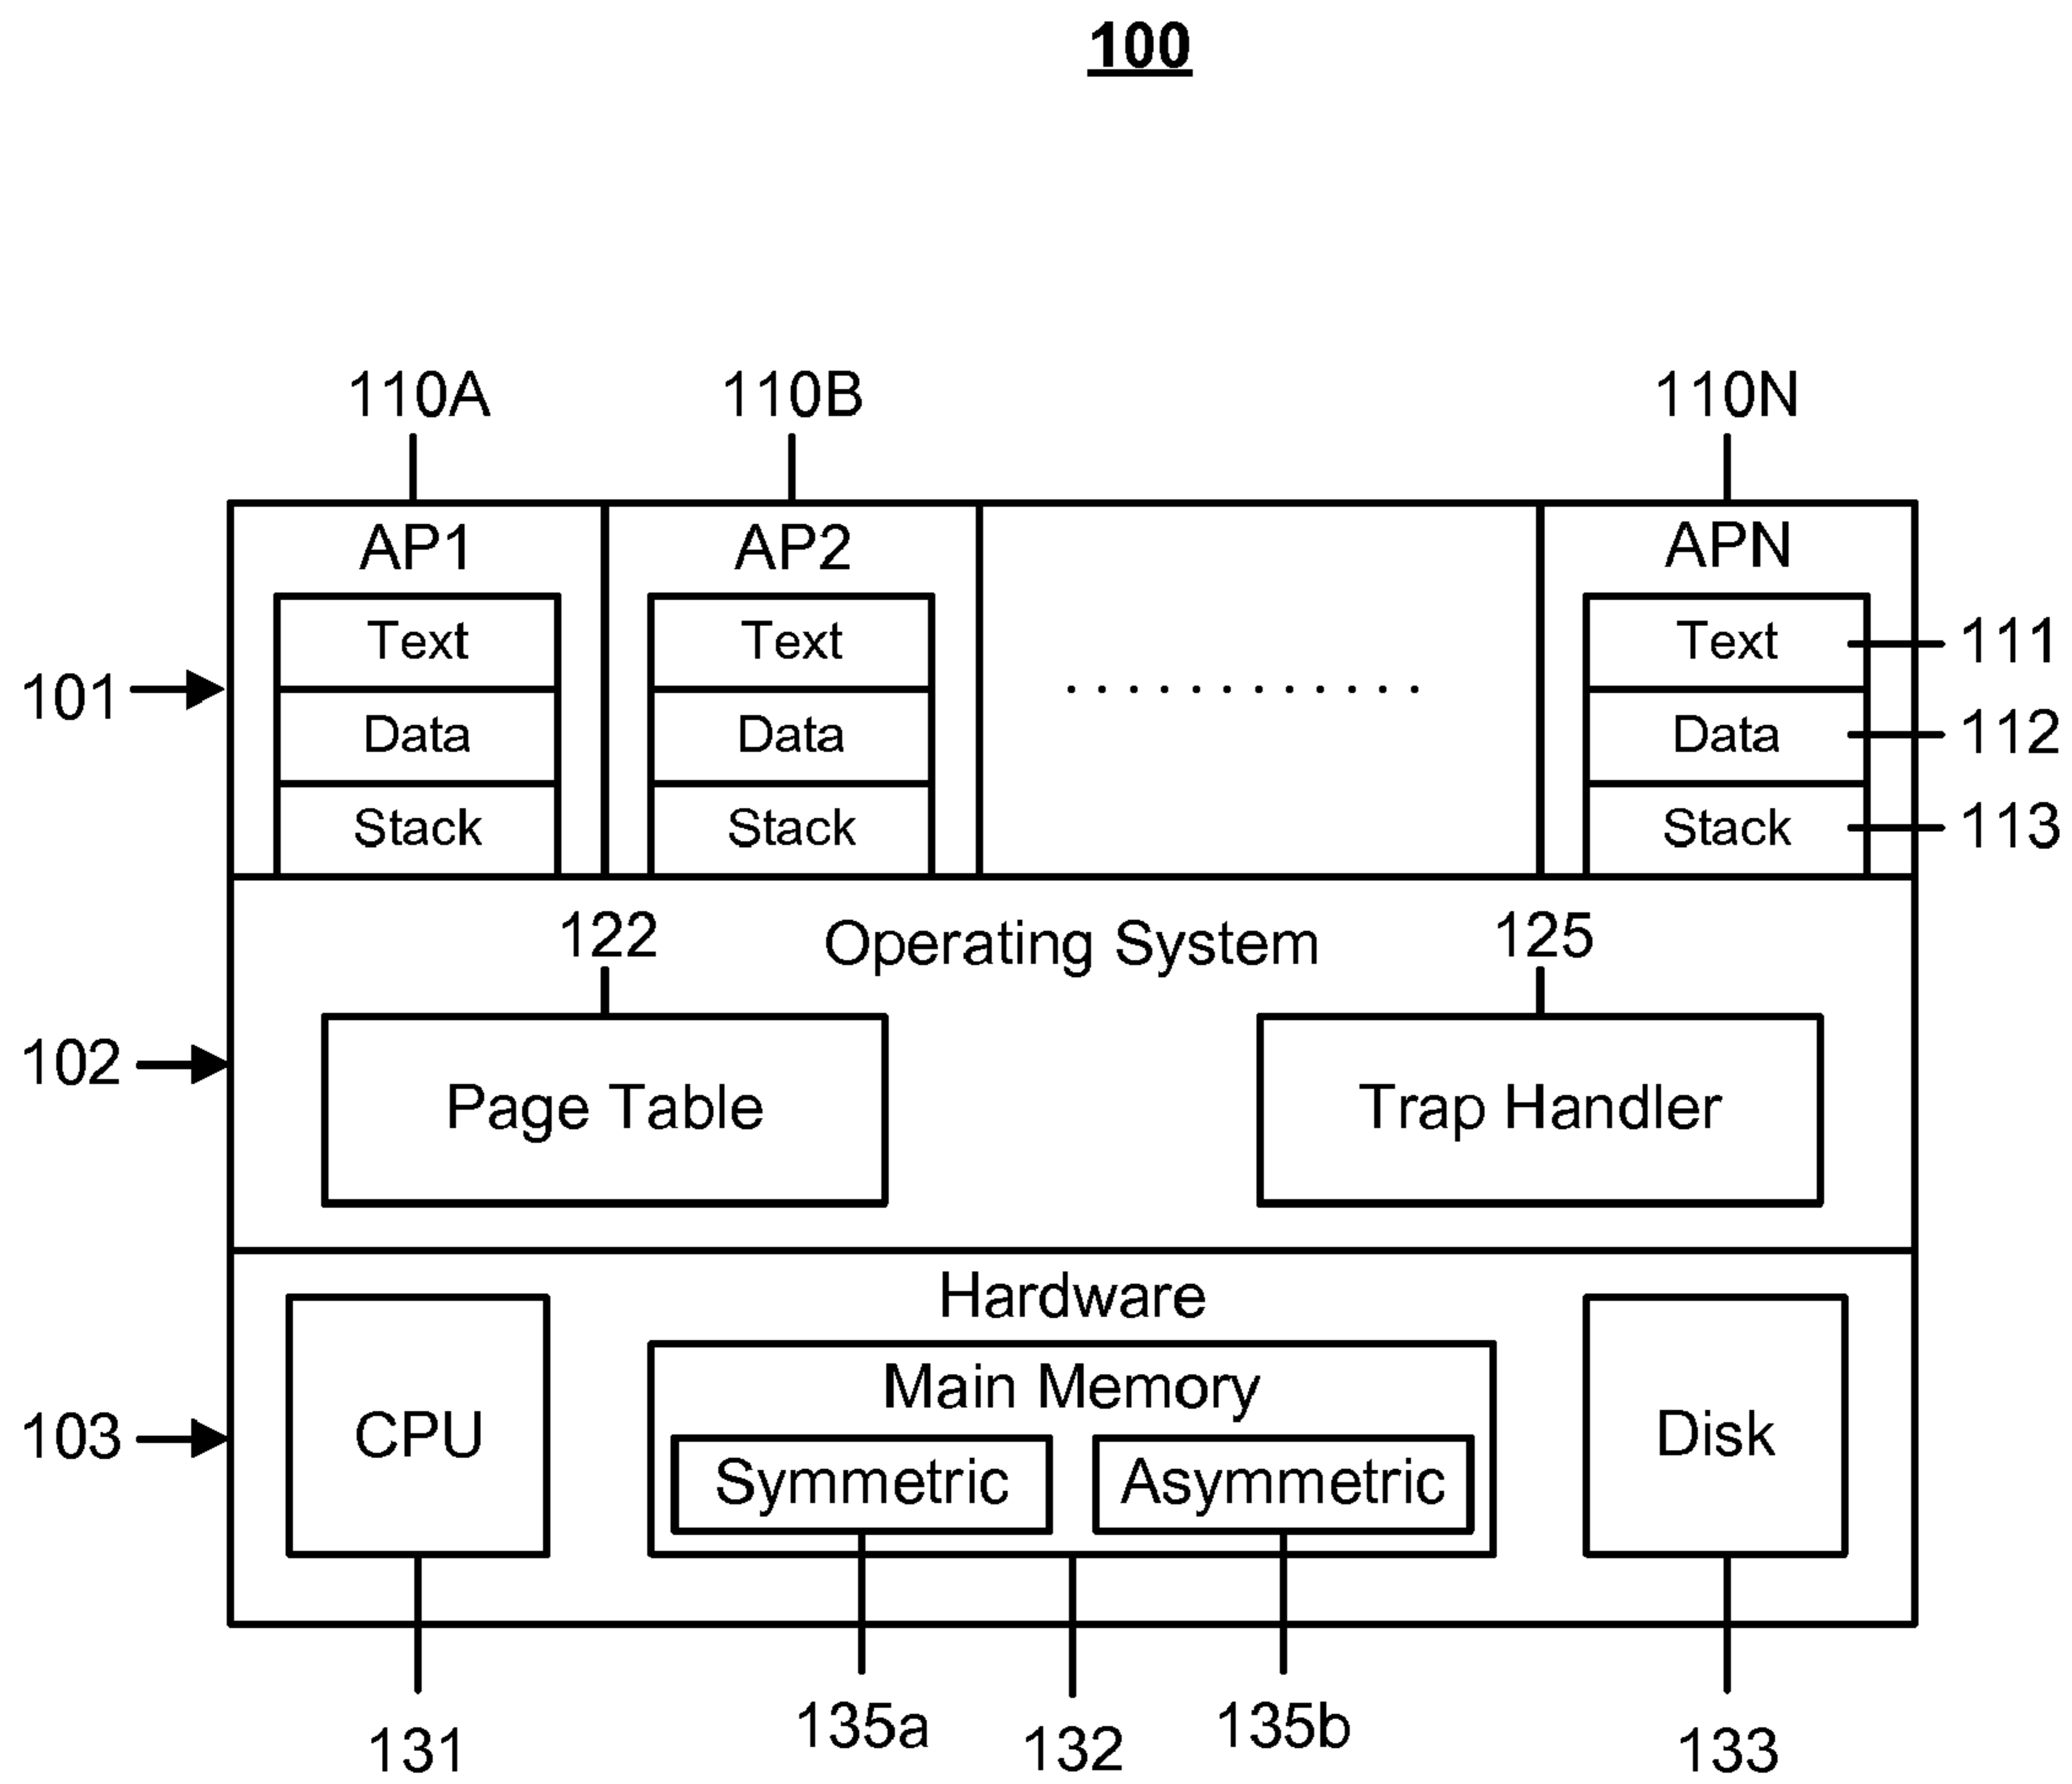 100
110A 110B 110N
AP1 AP2 APN
Text Text Text 111
101 ............
Data Data Data 112
Stack Stack Stack 113
122 Operating System 125
102 Page Table Trap Handler
Hardware
Main Memory
103 CPU Disk
Symmetric Asymmetric
131 135a 132 135b 133